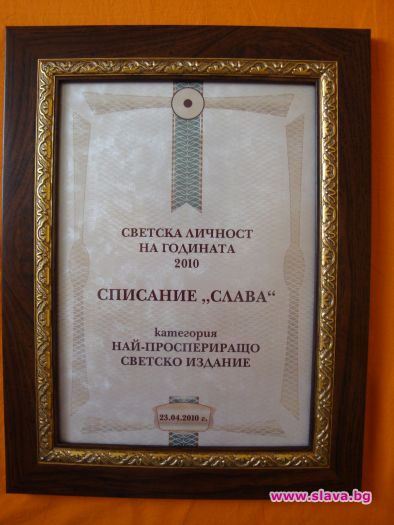 СВЕТСКА ЛИЧНОСТ
НА ГОДИНАТА
2010
СПИСАНИЕ „СЛАВА“
категория
НАЙ-ПРОСПЕРИРАЩО
СВЕТСКО ИЗДАНИЕ
23.04.2010 г.
www.slava.bg